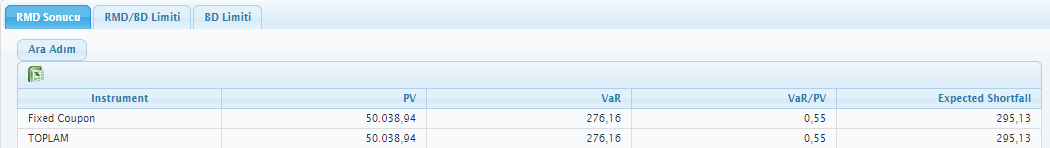 RMD Sonucu RMD/BD Limiti BD Limiti
Ara Adım
Instrument PV VaR VaR/PV Expected Shortfall
Fixed Coupon 50.038,94 276,16 0,55 295,13
TOPLAM 50.038,94 276,16 0,55 295,13